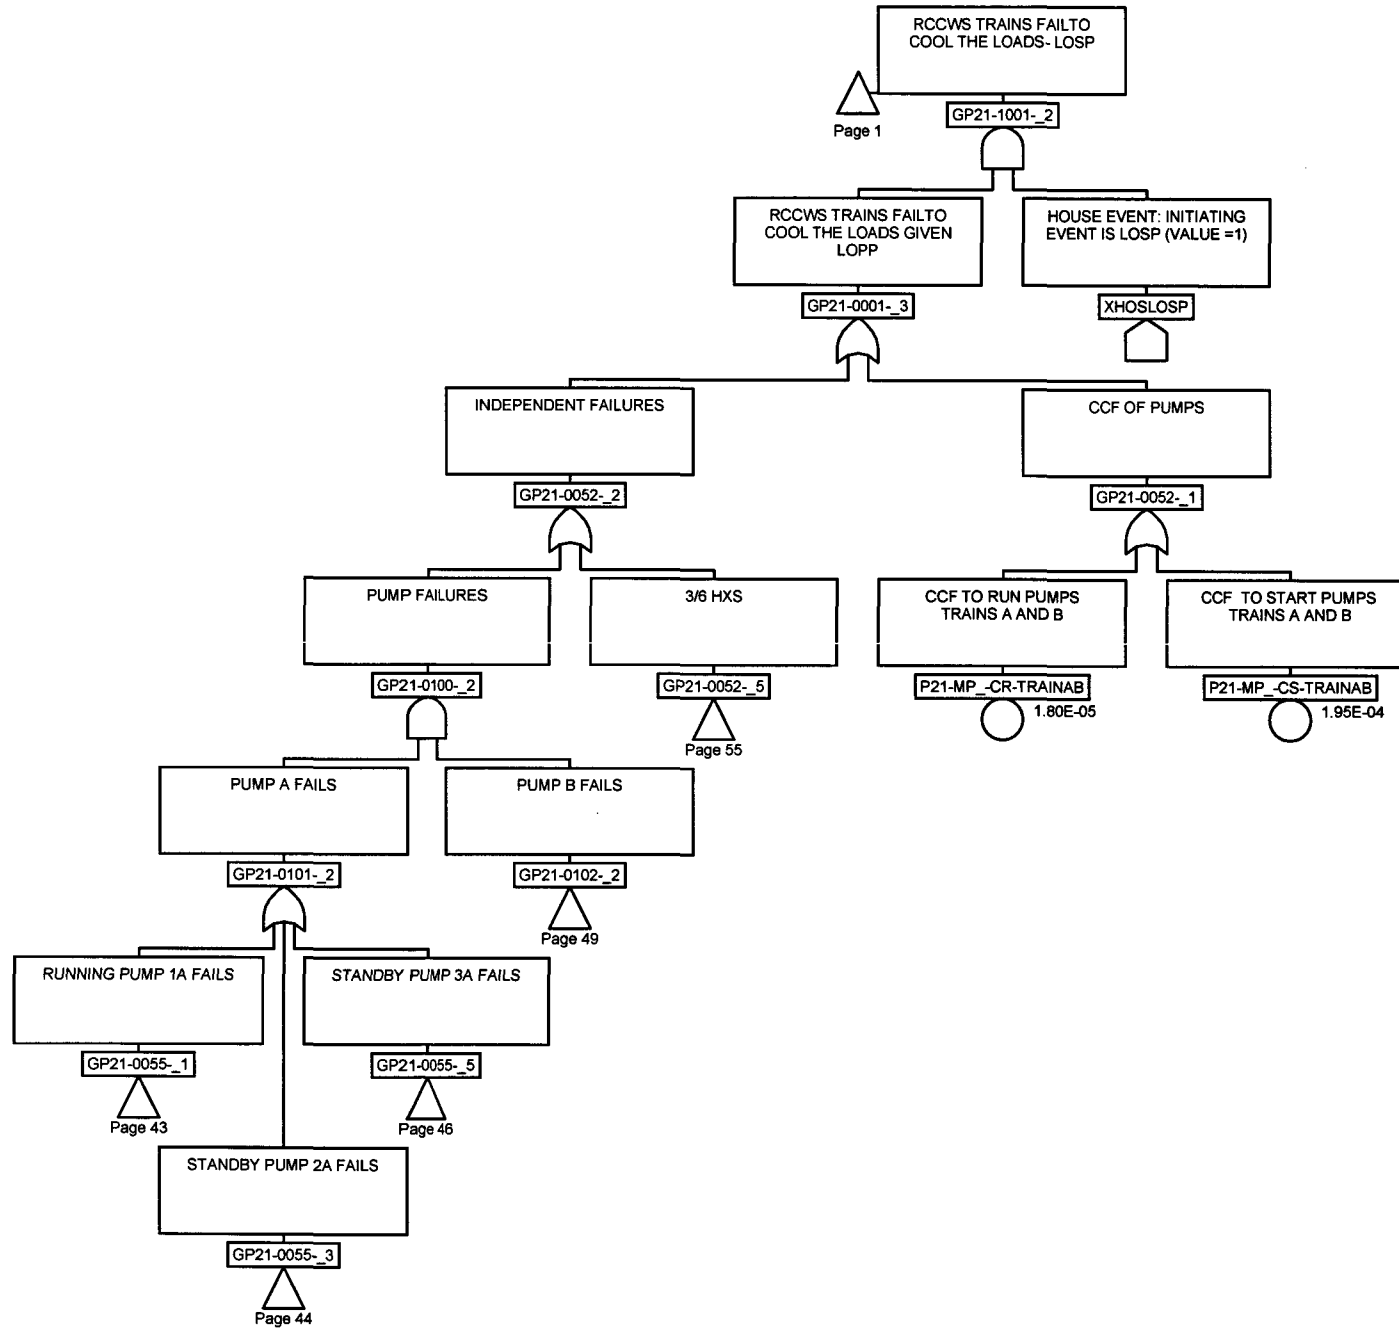 RCCWS TRAINS FAILTO
COOL THE LOADS- LOSP
Page 1
GP21-1001-_2
RCCWS TRAINS FAILTO
COOL THE LOADS GIVEN
LOPP
GP21-0001-_3
HOUSE EVENT: INITIATING
EVENT IS LOSP (VALUE =1)
XHOSLOSP
INDEPENDENT FAILURES
GP21-0052-_2
CCF OF PUMPS
GP21-0052-_1
PUMP FAILURES
GP21-0100-_2
3/6 HXS
GP21-0052-_5
Page 55
CCF TO RUN PUMPS
TRAINS A AND B
P21-MP_-CR-TRAINAB
1.80E-05
CCF TO START PUMPS
TRAINS A AND B
P21-MP_-CS-TRAINAB
1.95E-04
PUMP A FAILS
GP21-0101-_2
PUMP B FAILS
GP21-0102-_2
Page 49
RUNNING PUMP 1A FAILS
GP21-0055-_1
Page 43
STANDBY PUMP 3A FAILS
GP21-0055-_5
Page 46
STANDBY PUMP 2A FAILS
GP21-0055-_3
Page 44